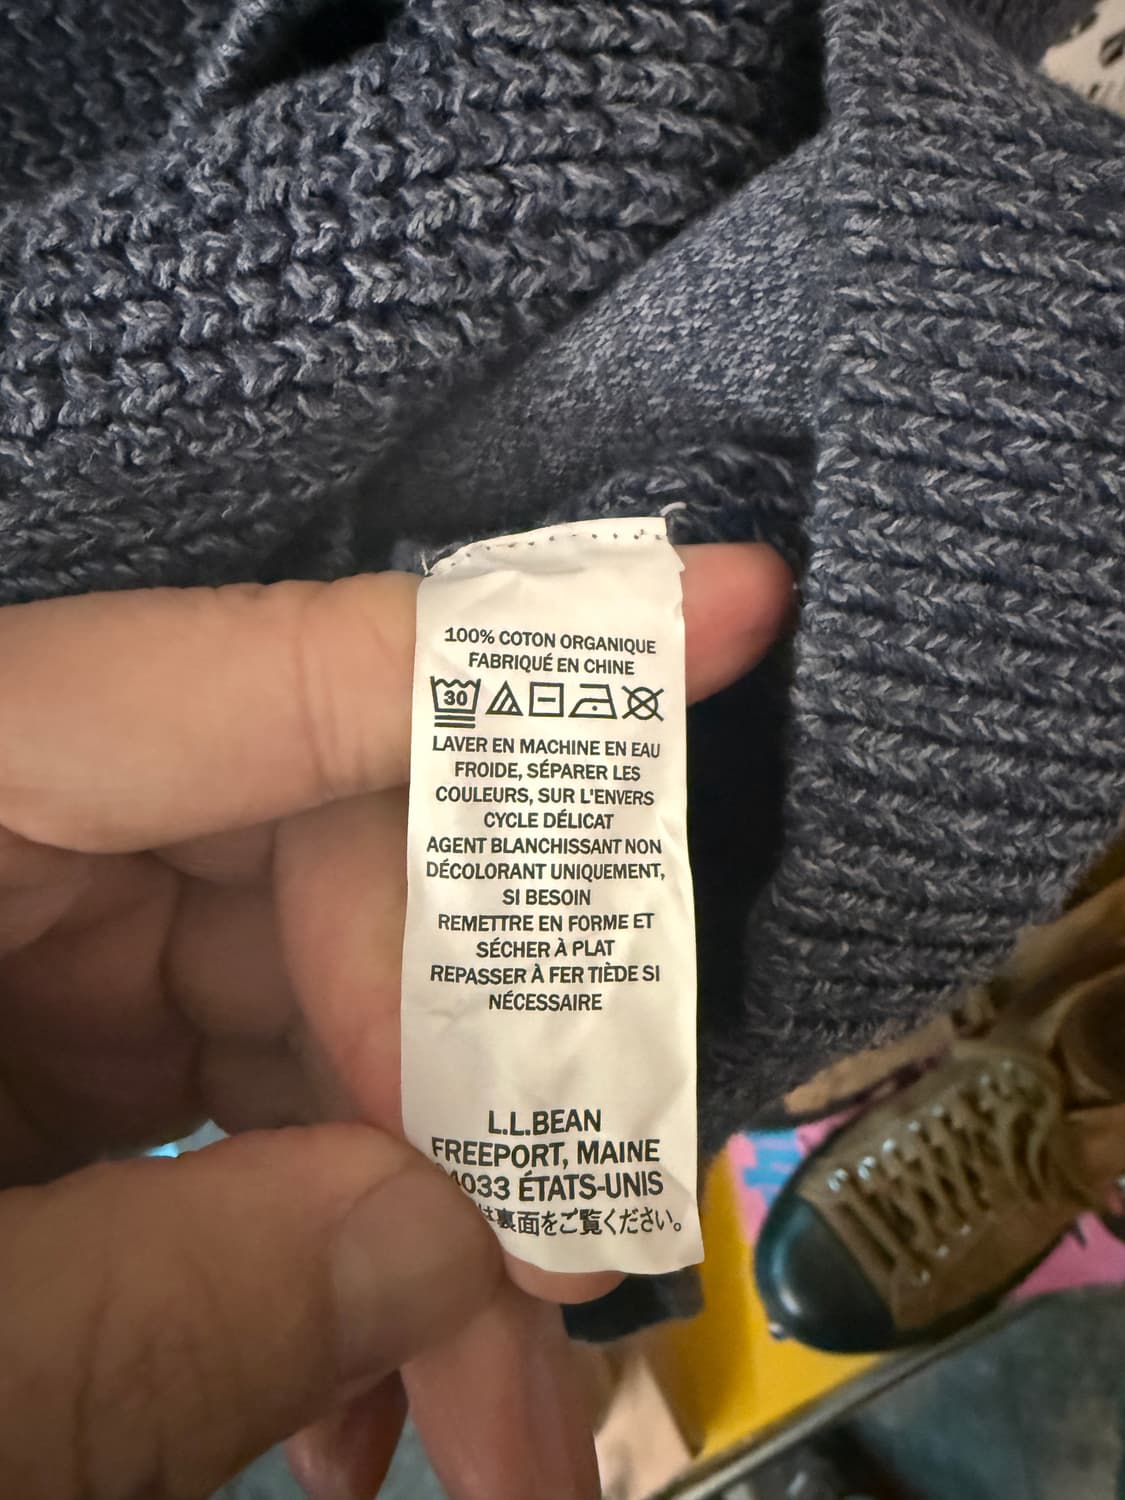 100% COTON ORGANIQUE
FABRIQUÉ EN CHINE
30
LAVER EN MACHINE EN EAU
FROIDE, SÉPARER LES
COULEURS, SUR L'ENVERS
CYCLE DÉLICAT
AGENT BLANCHISSANT NON
DÉCOLORANT UNIQUEMENT,
SI BESOIN
REMETTRE EN FORME ET
SÉCHER À PLAT
REPASSER À FER TIÈDE SI
NÉCESSAIRE
L.L.BEAN
FREEPORT, MAINE
4033 ÉTATS-UNIS
は裏面をご覧ください。